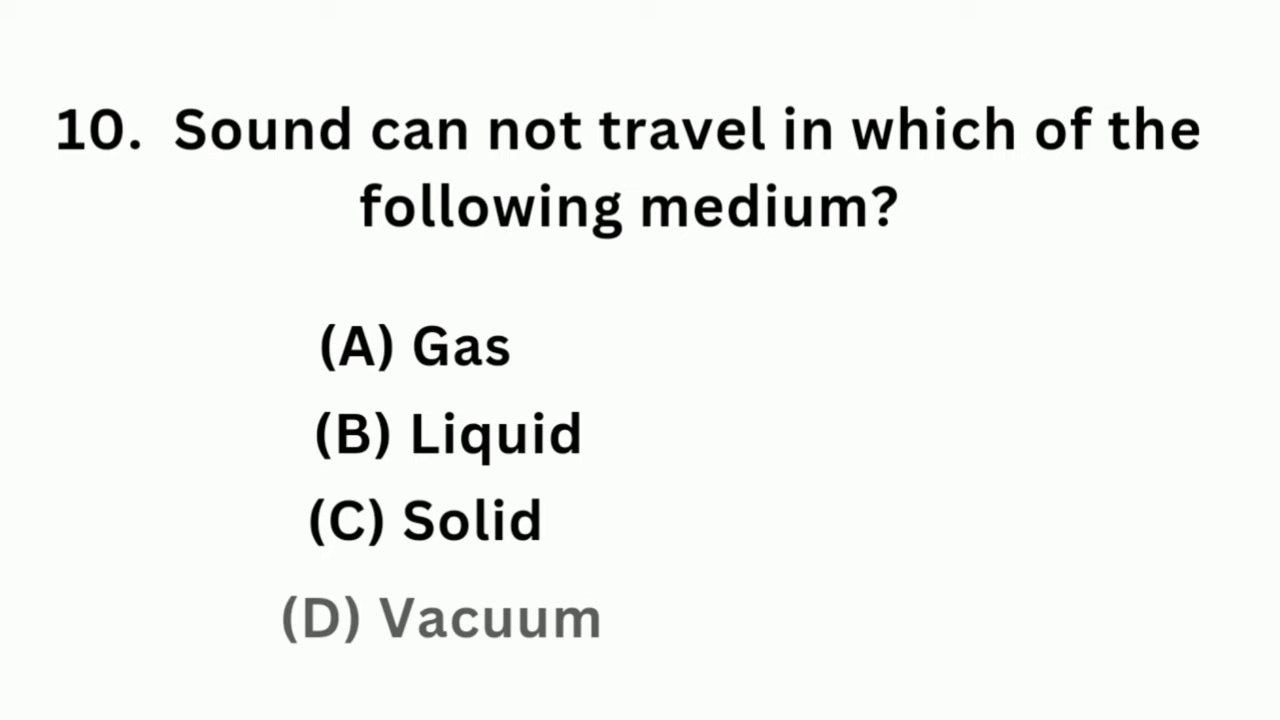 10. Sound can not travel in which of the
following medium?
(A) Gas
(B) Liquid
(C) Solid
(D) Vacuum